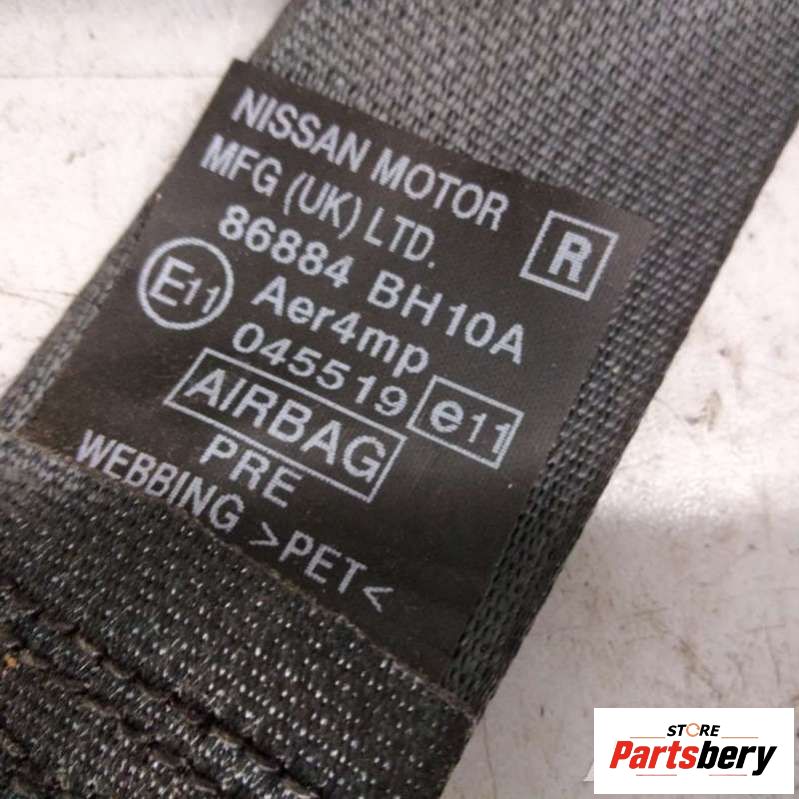 NISSAN MOTOR
MFG (UK) LTD.
R
86884 BH10A
E11
Aer4mp
045519
e11
AIRBAG
PRE
WEBBING >PET<
STORE
Partsbery